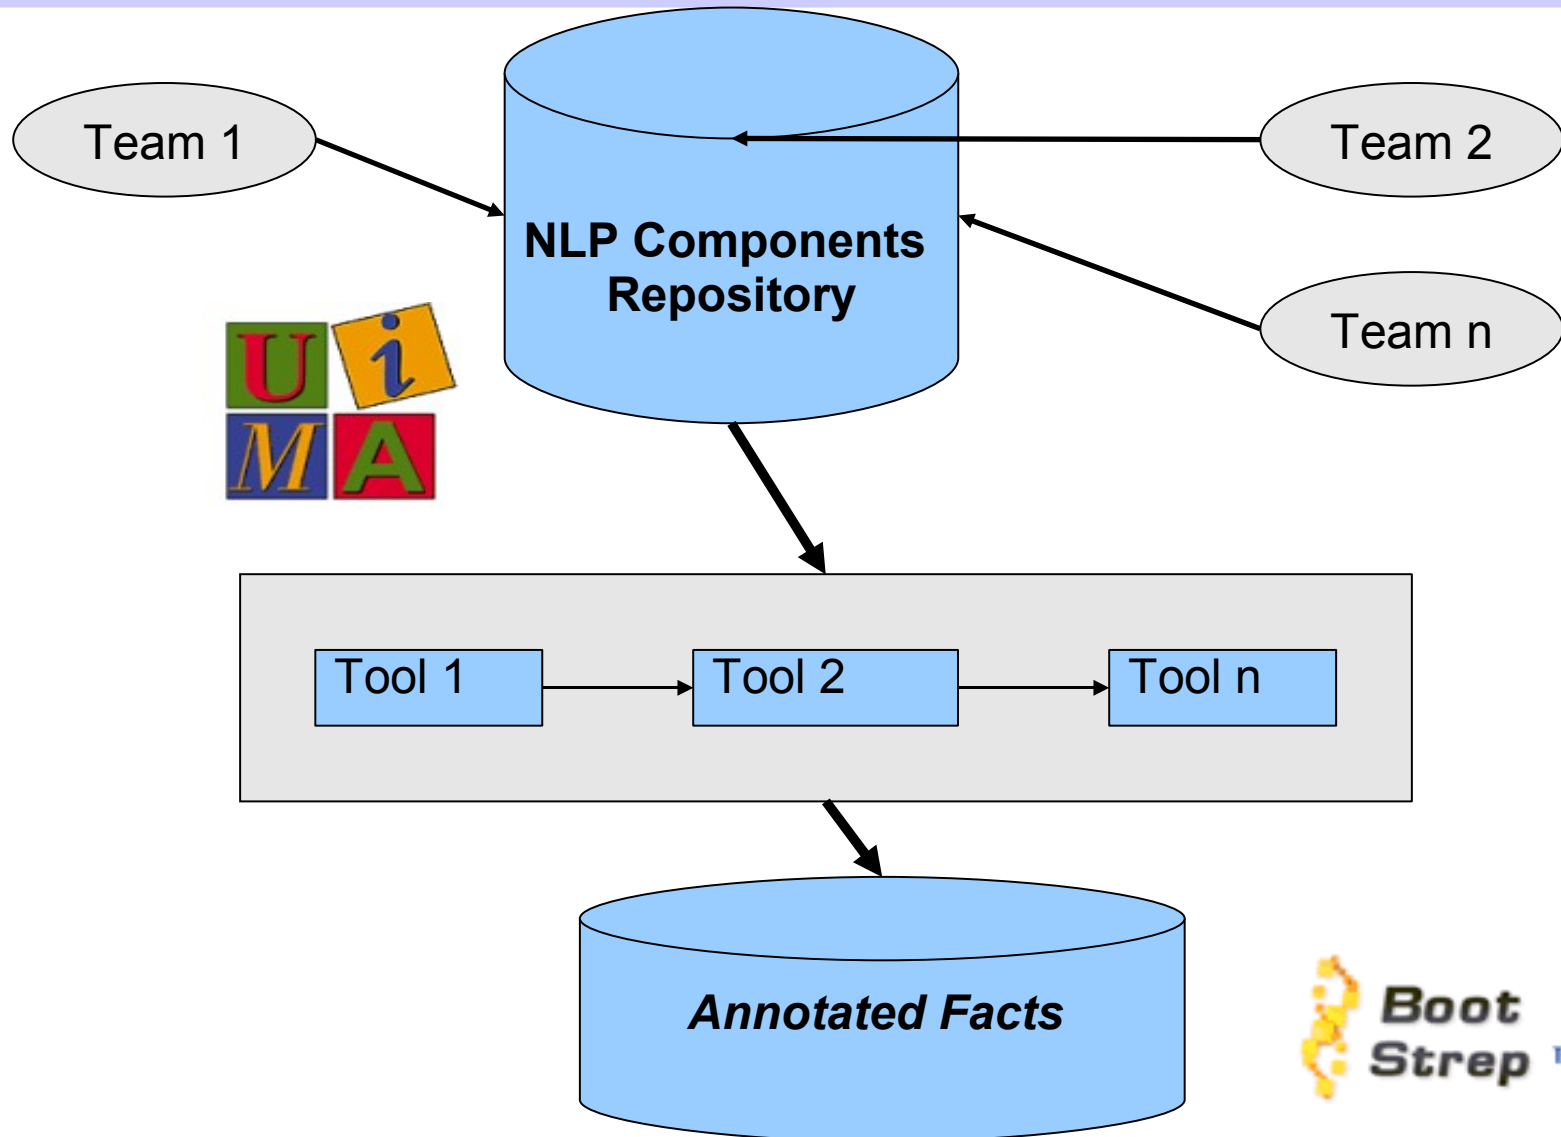 Team 1
Team 2
NLP Components
Repository
Team n
U i
M A
Tool 1
Tool 2
Tool n
Annotated Facts
Boot
Strep